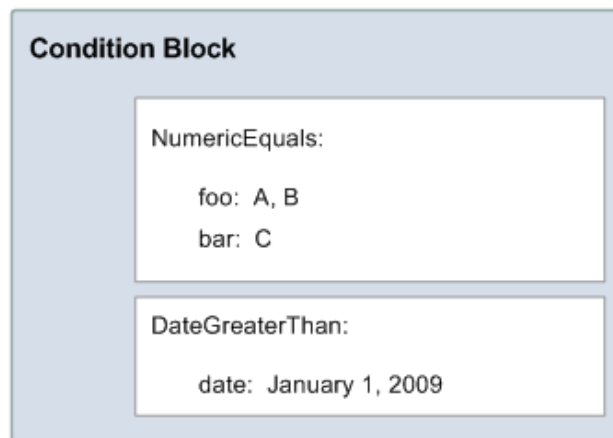 Condition Block
NumericEquals:
foo: A, B
bar: C
DateGreaterThan:
date: January 1, 2009